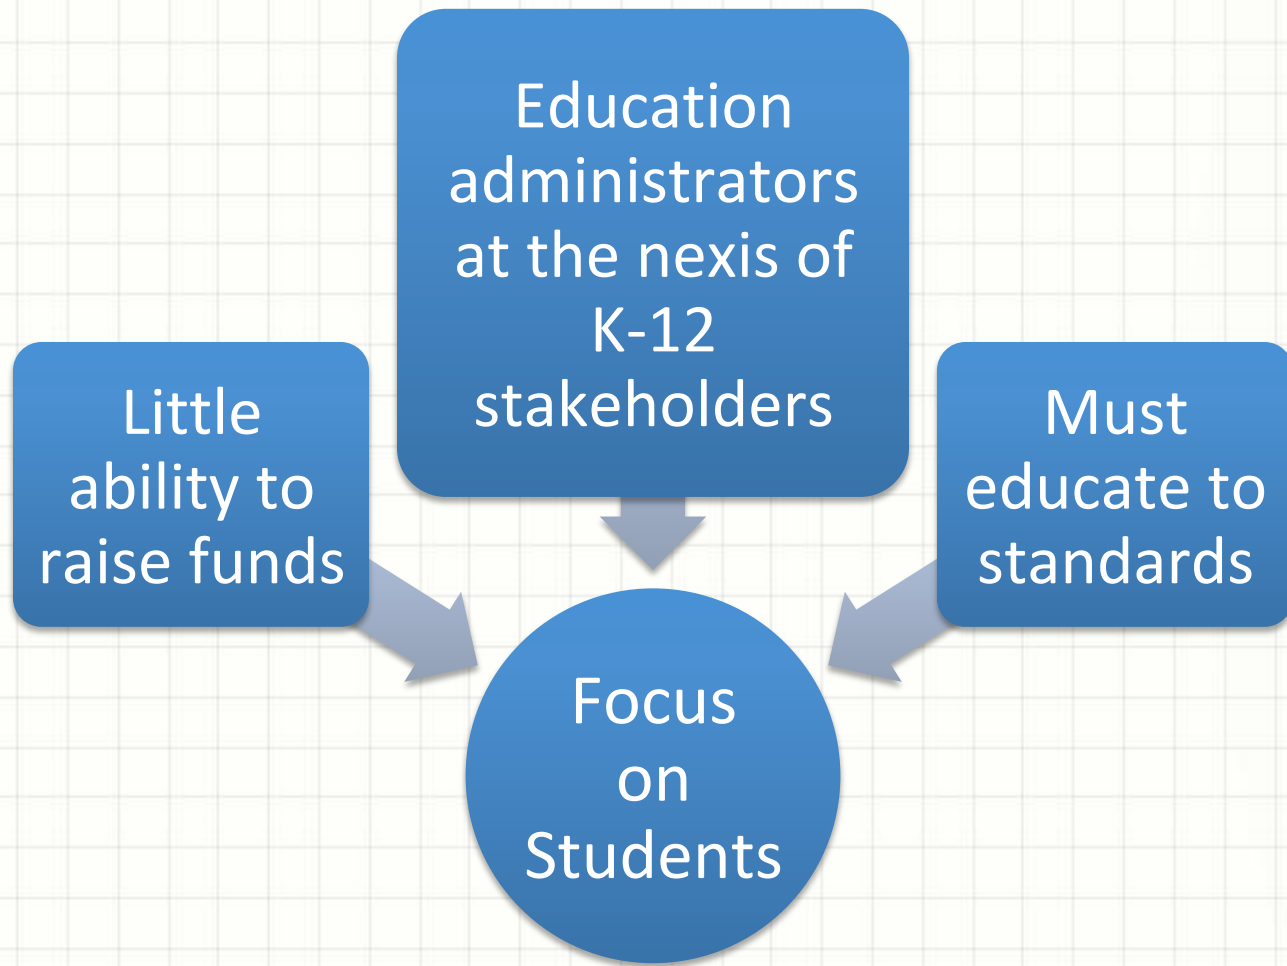 Education
administrators
at the nexis of
K-12
stakeholders
Little
ability to
raise funds
Must
educate to
standards
Focus
on
Students